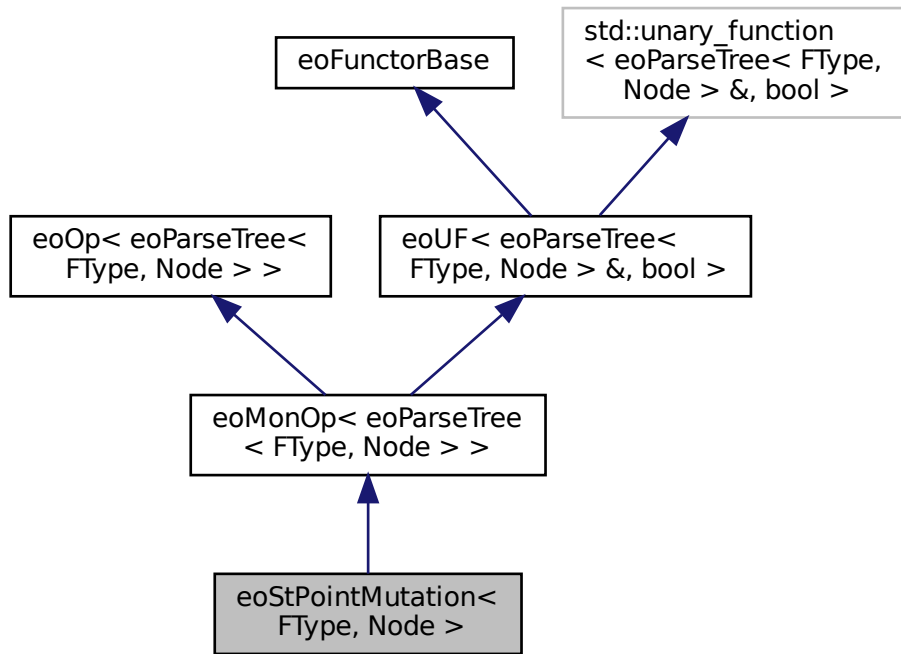 eoFunctorBase
std::unary_function
< eoParseTree< FType,
Node > &, bool >
eoOp< eoParseTree<
FType, Node > >
eoUF< eoParseTree<
FType, Node > &, bool >
eoMonOp< eoParseTree
< FType, Node > >
eoStPointMutation<
FType, Node >